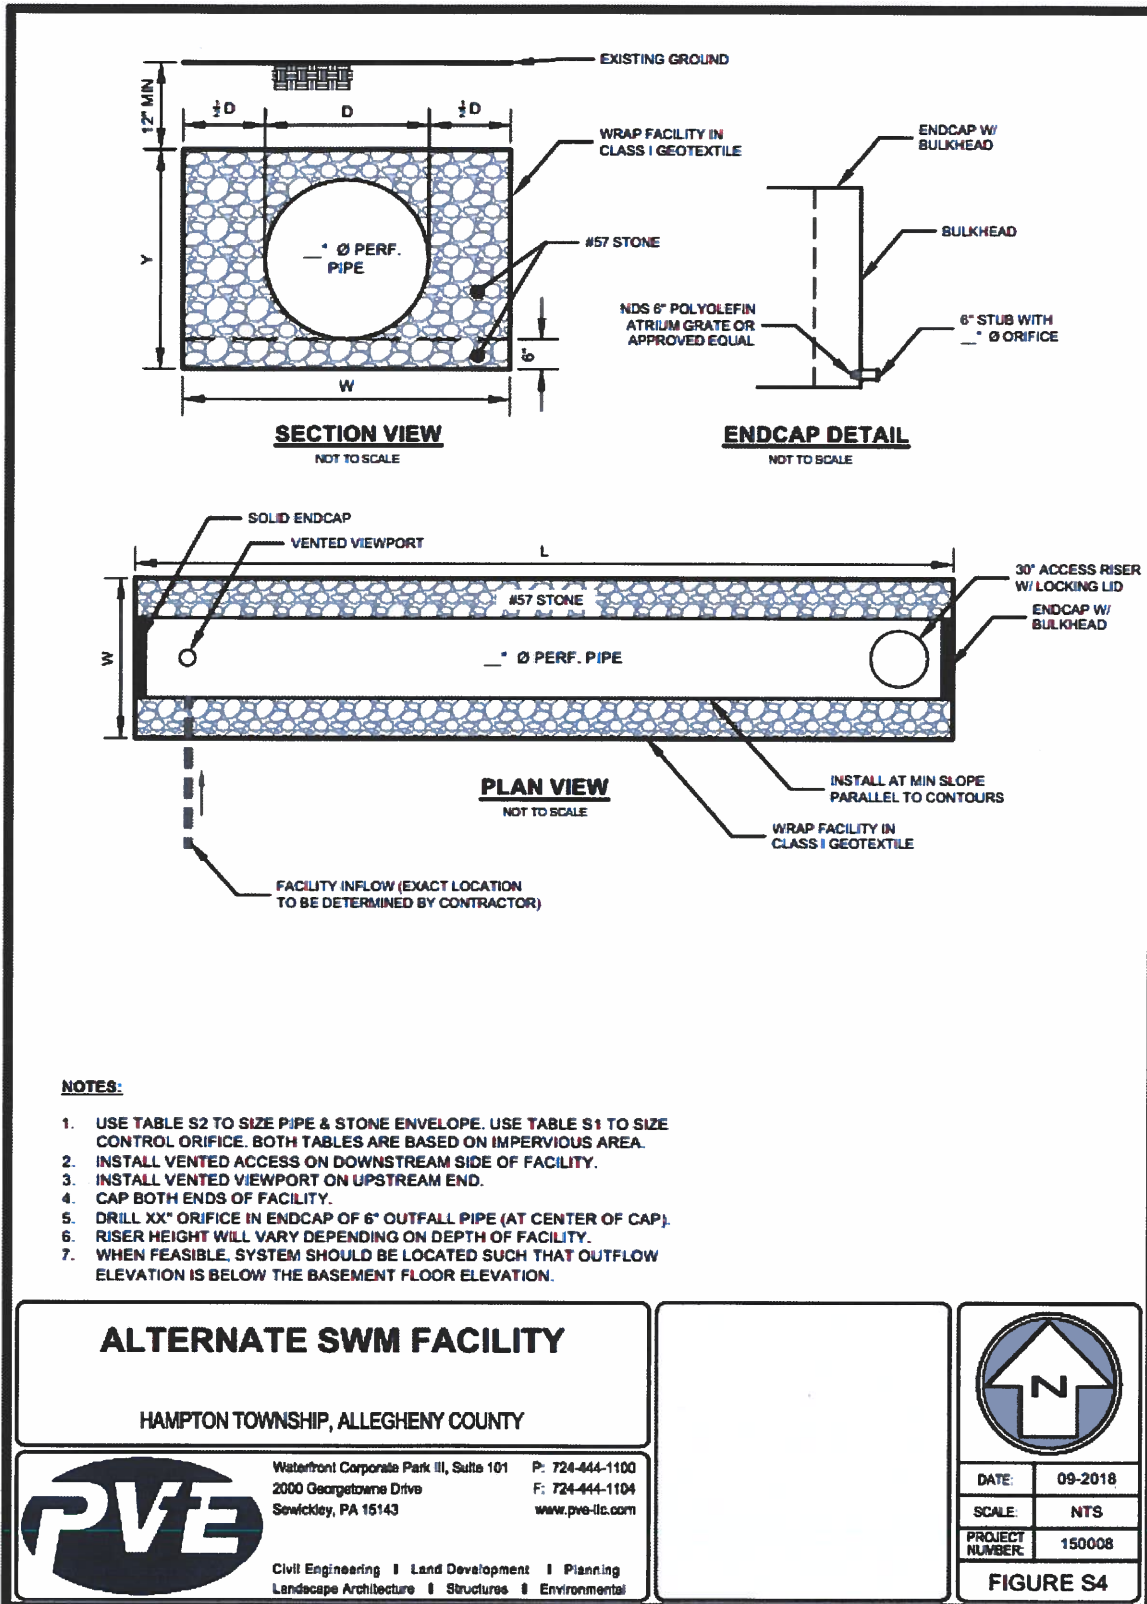 EXISTING GROUND
12" MIN
½ D
D
½ D
WRAP FACILITY IN
CLASS I GEOTEXTILE
#57 STONE
Y
__" Ø PERF.
PIPE
6"
W
SECTION VIEW
NOT TO SCALE
ENDCAP W/
BULKHEAD
BULKHEAD
NDS 6" POLYOLEFIN
ATRIUM GRATE OR
APPROVED EQUAL
6" STUB WITH
__" Ø ORIFICE
ENDCAP DETAIL
NOT TO SCALE
SOLID ENDCAP
VENTED VIEWPORT
L
#57 STONE
30" ACCESS RISER
W/ LOCKING LID
ENDCAP W/
BULKHEAD
W
__" Ø PERF. PIPE
PLAN VIEW
NOT TO SCALE
INSTALL AT MIN SLOPE
PARALLEL TO CONTOURS
WRAP FACILITY IN
CLASS I GEOTEXTILE
FACILITY INFLOW (EXACT LOCATION
TO BE DETERMINED BY CONTRACTOR)
NOTES:
1. USE TABLE S2 TO SIZE PIPE & STONE ENVELOPE. USE TABLE S1 TO SIZE
CONTROL ORIFICE. BOTH TABLES ARE BASED ON IMPERVIOUS AREA.
2. INSTALL VENTED ACCESS ON DOWNSTREAM SIDE OF FACILITY.
3. INSTALL VENTED VIEWPORT ON UPSTREAM END.
4. CAP BOTH ENDS OF FACILITY.
5. DRILL XX" ORIFICE IN ENDCAP OF 6" OUTFALL PIPE (AT CENTER OF CAP).
6. RISER HEIGHT WILL VARY DEPENDING ON DEPTH OF FACILITY.
7. WHEN FEASIBLE, SYSTEM SHOULD BE LOCATED SUCH THAT OUTFLOW
ELEVATION IS BELOW THE BASEMENT FLOOR ELEVATION.
ALTERNATE SWM FACILITY
HAMPTON TOWNSHIP, ALLEGHENY COUNTY
PVE
Waterfront Corporate Park III, Suite 101 P: 724-444-1100
2000 Georgetowne Drive F: 724-444-1104
Sewickley, PA 15143 www.pve-llc.com
Civil Engineering I Land Development I Planning
Landscape Architecture I Structures I Environmental
N
DATE: 09-2018
SCALE: NTS
PROJECT NUMBER: 150008
FIGURE S4